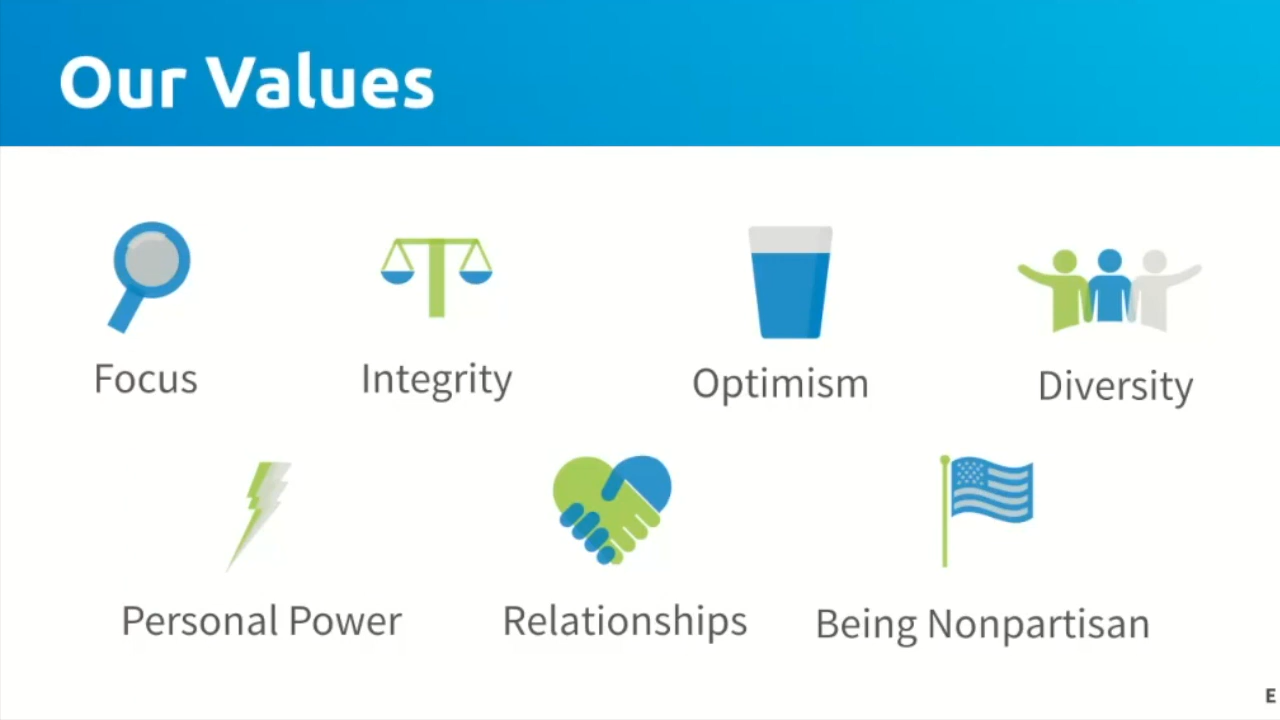 Our Values
Focus
Integrity
Optimism
Diversity
Personal Power
Relationships
Being Nonpartisan
E